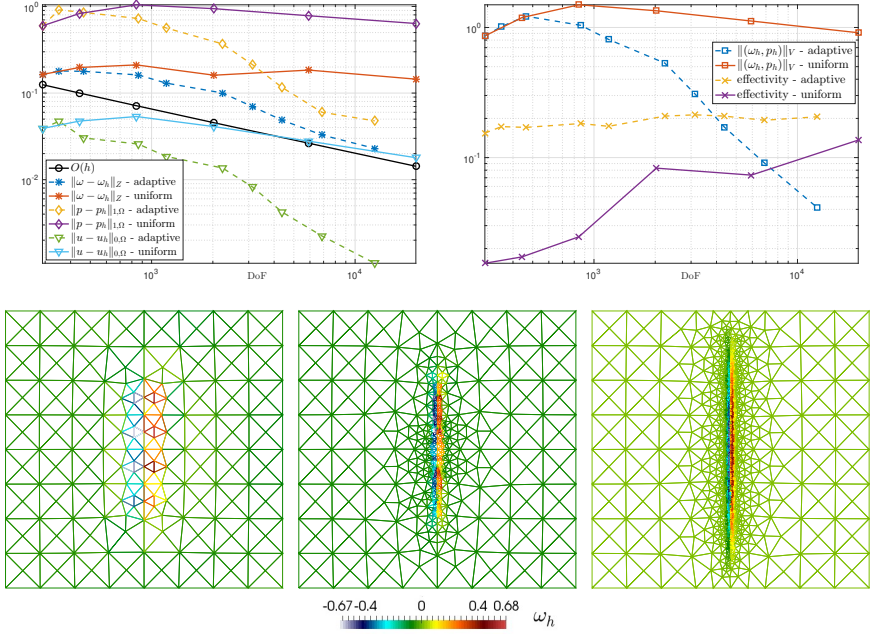 10^0
10^-1
10^-2
10^3
DoF
10^4
O(h)
‖ω − ω_h‖_Z - adaptive
‖ω − ω_h‖_Z - uniform
‖p − p_h‖_{1,Ω} - adaptive
‖p − p_h‖_{1,Ω} - uniform
‖u − u_h‖_{0,Ω} - adaptive
‖u − u_h‖_{0,Ω} - uniform
10^0
10^-1
10^3
DoF
10^4
‖(ω_h, p_h)‖_V - adaptive
‖(ω_h, p_h)‖_V - uniform
effectivity - adaptive
effectivity - uniform
-0.67 -0.4 0 0.4 0.68
ω_h